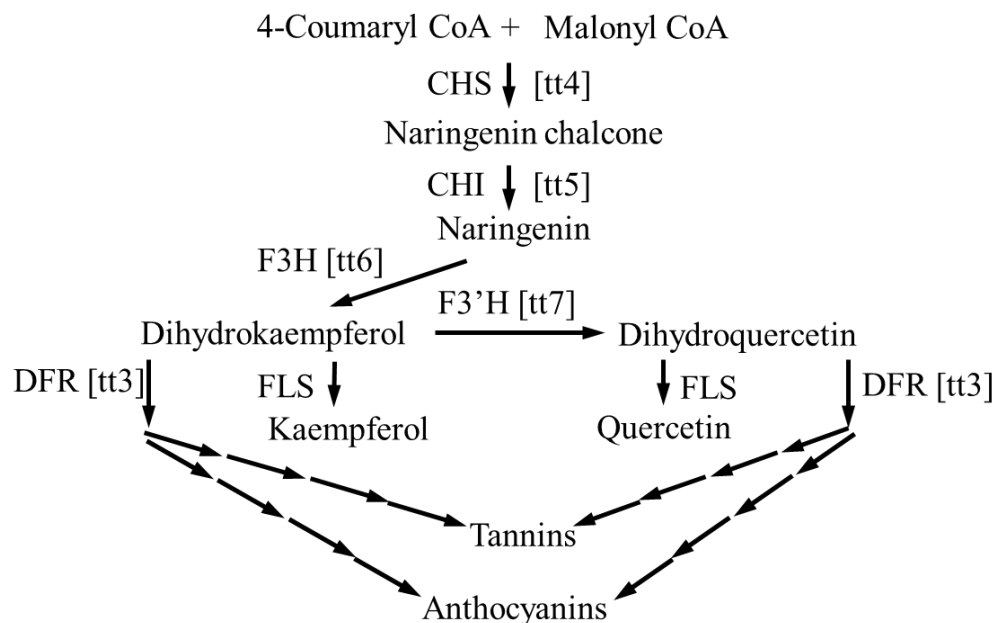 4-Coumaryl CoA + Malonyl CoA
CHS [tt4]
Naringenin chalcone
CHI [tt5]
Naringenin
F3H [tt6]
F3’H [tt7]
Dihydrokaempferol
Dihydroquercetin
DFR [tt3]
FLS
FLS
DFR [tt3]
Kaempferol
Quercetin
Tannins
Anthocyanins